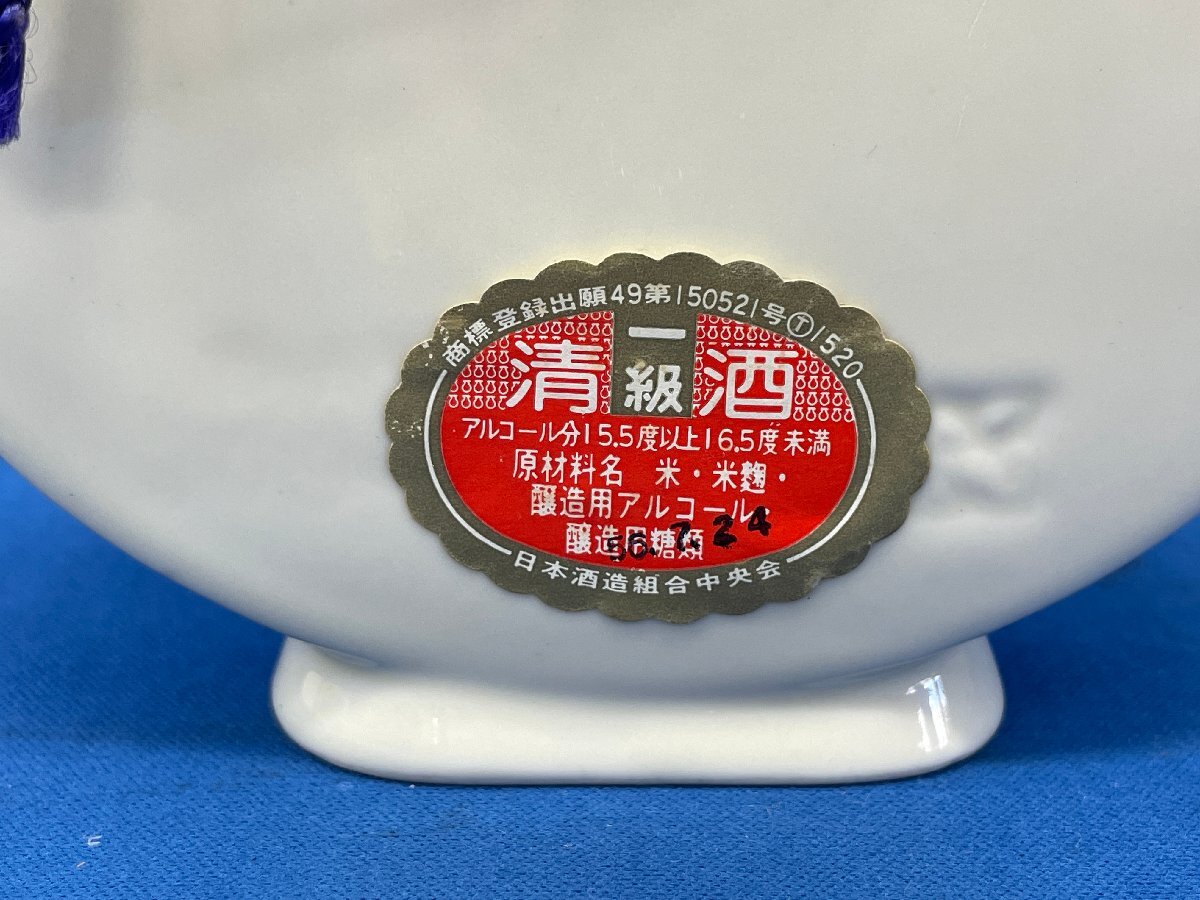 商標登録出願49第150521号Ⓣ1520
清一級酒
アルコール分15.5度以上16.5度未満
原材料名 米・米麹・
醸造用アルコール・
醸造用糖類
56.7.24
日本酒造組合中央会